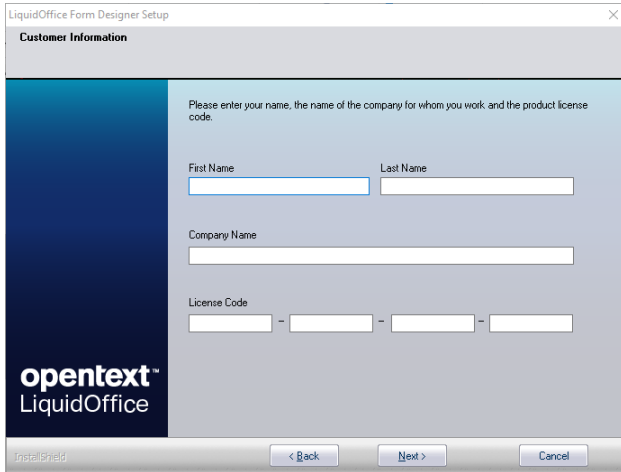 LiquidOffice Form Designer Setup
Customer Information
Please enter your name, the name of the company for whom you work and the product license
code.
First Name Last Name
Company Name
License Code
- - -
opentext™
LiquidOffice
InstallShield
< Back Next > Cancel